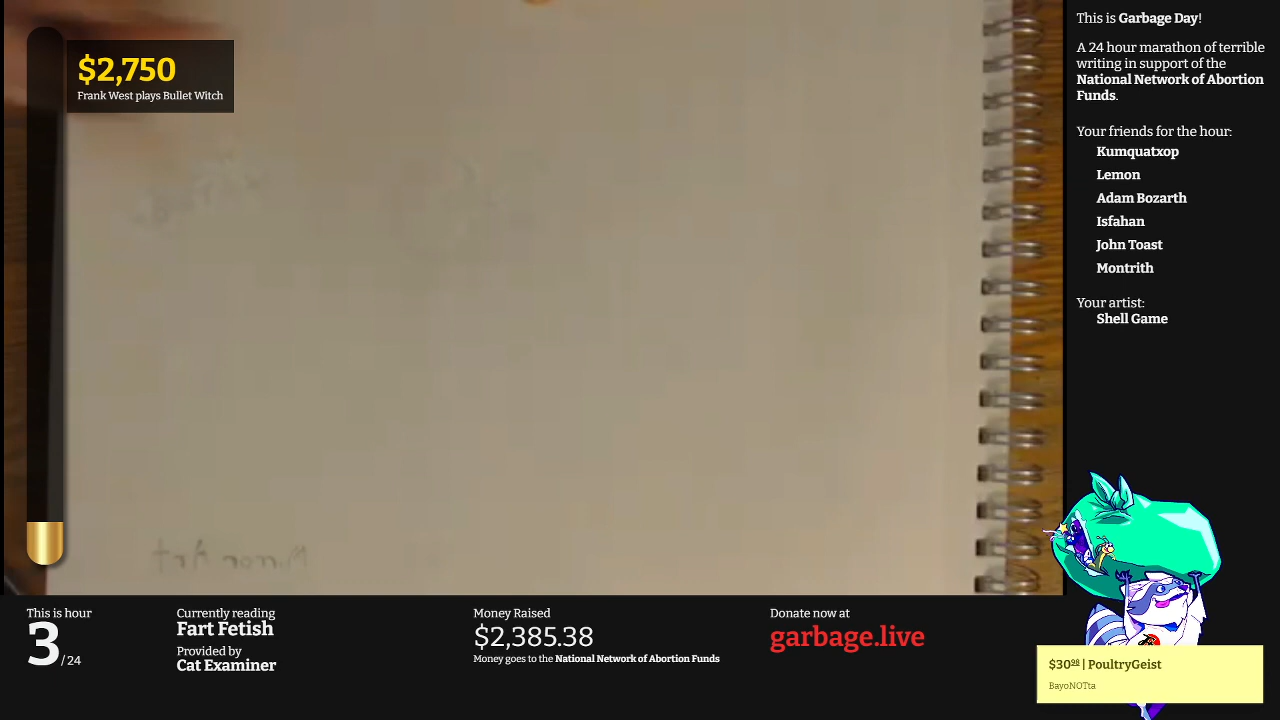 $2,750
Frank West plays Bullet Witch
This is Garbage Day!
A 24 hour marathon of terrible
writing in support of the
National Network of Abortion
Funds.
Your friends for the hour:
Kumquatxop
Lemon
Adam Bozarth
Isfahan
John Toast
Montrith
Your artist:
Shell Game
This is hour
3/24
Currently reading
Fart Fetish
Provided by
Cat Examiner
Money Raised
$2,385.38
Money goes to the National Network of Abortion Funds
Donate now at
garbage.live
$30⁹⁸ | PoultryGeist
BayoNOTta